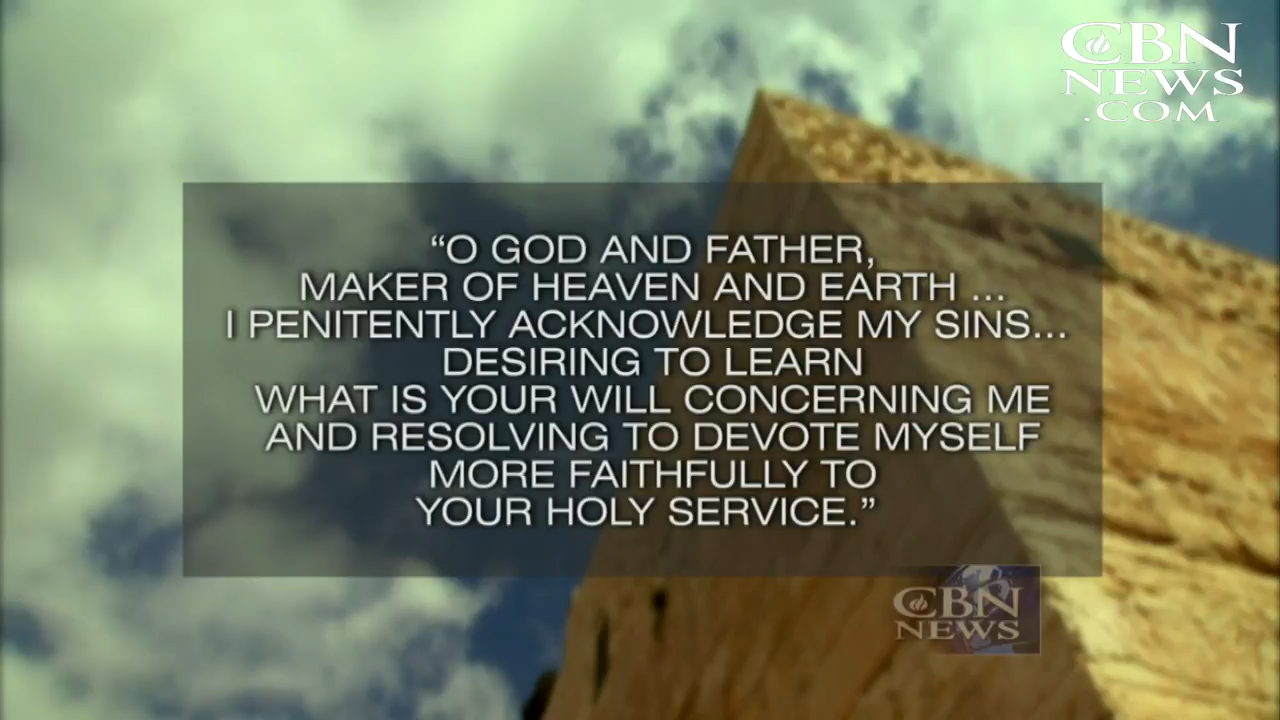 CBN
NEWS
.COM
“O GOD AND FATHER,
MAKER OF HEAVEN AND EARTH ...
I PENITENTLY ACKNOWLEDGE MY SINS...
DESIRING TO LEARN
WHAT IS YOUR WILL CONCERNING ME
AND RESOLVING TO DEVOTE MYSELF
MORE FAITHFULLY TO
YOUR HOLY SERVICE.”
CBN
NEWS